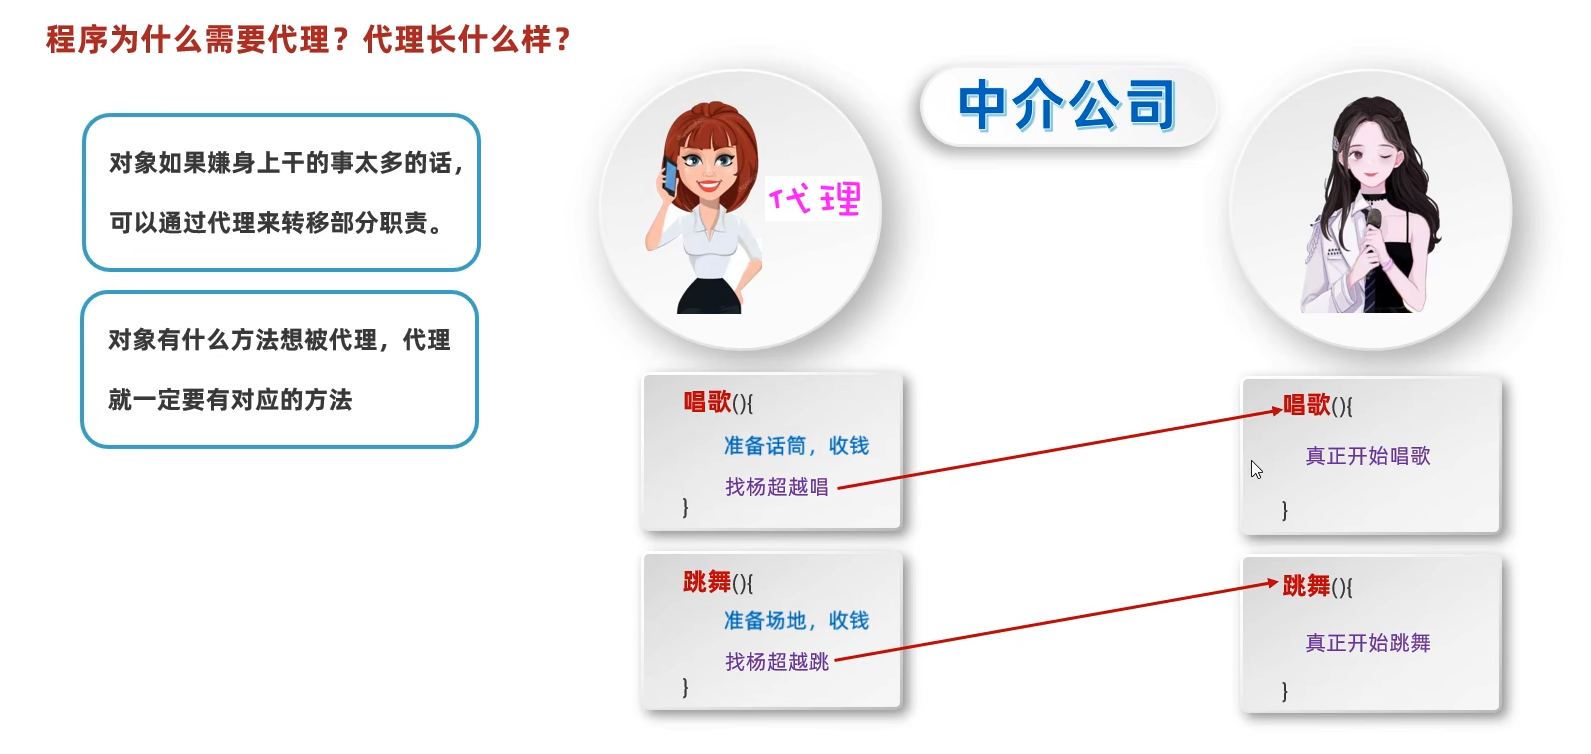 程序为什么需要代理？代理长什么样？
对象如果嫌身上干的事太多的话，
可以通过代理来转移部分职责。
对象有什么方法想被代理，代理
就一定要有对应的方法
代理
中介公司
唱歌(){
准备话筒，收钱
找杨超越唱
}
跳舞(){
准备场地，收钱
找杨超越跳
}
唱歌(){
真正开始唱歌
}
跳舞(){
真正开始跳舞
}